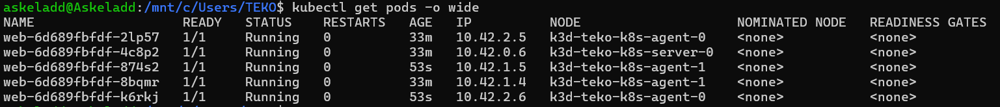 askeladd@Askeladd:/mnt/c/Users/TEKO$ kubectl get pods -o wide
NAME READY STATUS RESTARTS AGE IP NODE NOMINATED NODE READINESS GATES
web-6d689fbfdf-2lp57 1/1 Running 0 33m 10.42.2.5 k3d-teko-k8s-agent-0 <none> <none>
web-6d689fbfdf-4c8p2 1/1 Running 0 33m 10.42.0.6 k3d-teko-k8s-server-0 <none> <none>
web-6d689fbfdf-874s2 1/1 Running 0 53s 10.42.1.5 k3d-teko-k8s-agent-1 <none> <none>
web-6d689fbfdf-8bqmr 1/1 Running 0 33m 10.42.1.4 k3d-teko-k8s-agent-1 <none> <none>
web-6d689fbfdf-k6rkj 1/1 Running 0 53s 10.42.2.6 k3d-teko-k8s-agent-0 <none> <none>